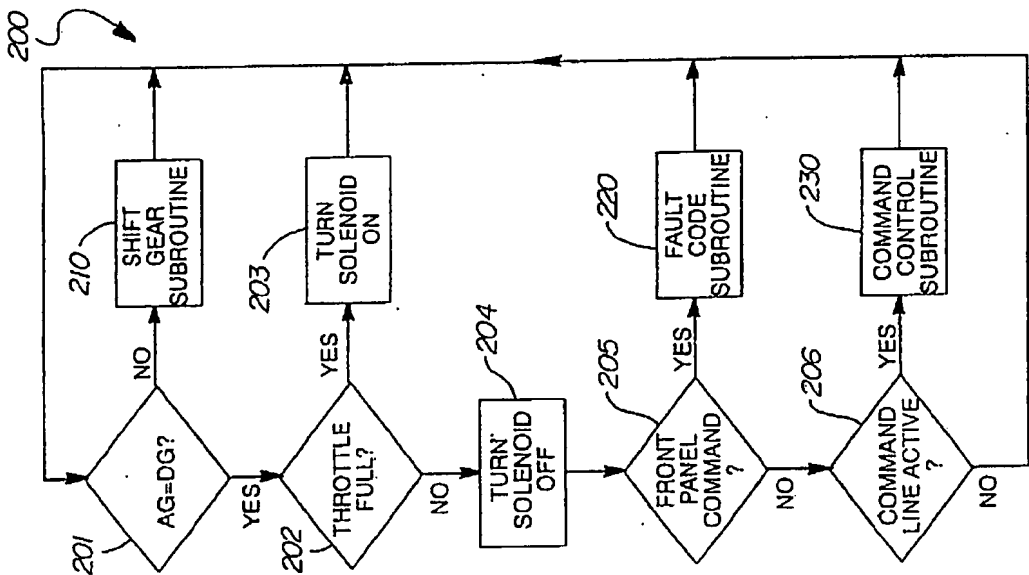 200
201
AG=DG?
NO
YES
210
SHIFT
GEAR
SUBROUTINE
202
THROTTLE
FULL?
YES
NO
203
TURN
SOLENOID
ON
204
TURN
SOLENOID
OFF
205
FRONT
PANEL
COMMAND
?
YES
NO
220
FAULT
CODE
SUBROUTINE
206
COMMAND
LINE ACTIVE
?
YES
NO
230
COMMAND
CONTROL
SUBROUTINE